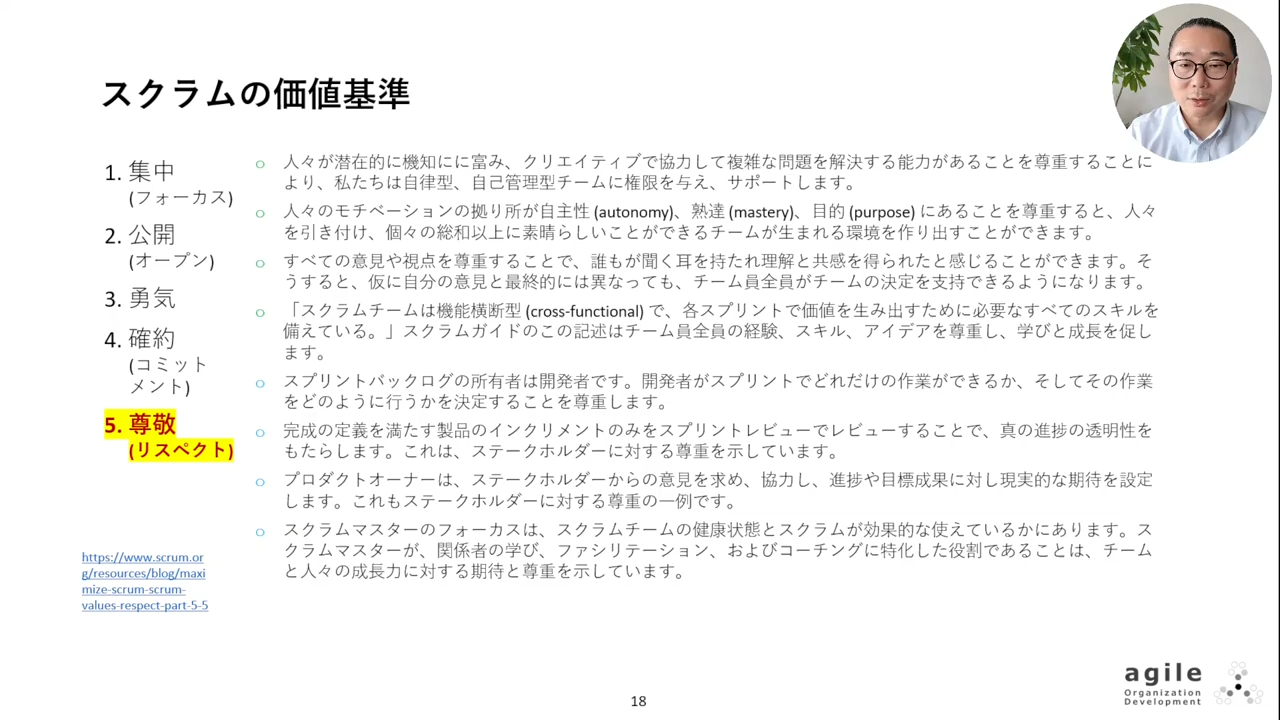 スクラムの価値基準
1. 集中
(フォーカス)
2. 公開
(オープン)
3. 勇気
4. 確約
(コミット
メント)
5. 尊敬
(リスペクト)
https://www.scrum.or
g/resources/blog/maxi
mize-scrum-scrum-
values-respect-part-5-5
o 人々が潜在的に機知にに富み、クリエイティブで協力して複雑な問題を解決する能力があることを尊重することに
より、私たちは自律型、自己管理型チームに権限を与え、サポートします。
o 人々のモチベーションの拠り所が自主性 (autonomy)、熟達 (mastery)、目的 (purpose) にあることを尊重すると、人々
を引き付け、個々の総和以上に素晴らしいことができるチームが生まれる環境を作り出すことができます。
o すべての意見や視点を尊重することで、誰もが聞く耳を持たれ理解と共感を得られたと感じることができます。そ
うすると、仮に自分の意見と最終的には異なっても、チーム員全員がチームの決定を支持できるようになります。
o 「スクラムチームは機能横断型 (cross-functional) で、各スプリントで価値を生み出すために必要なすべてのスキルを
備えている。」スクラムガイドのこの記述はチーム員全員の経験、スキル、アイデアを尊重し、学びと成長を促し
ます。
o スプリントバックログの所有者は開発者です。開発者がスプリントでどれだけの作業ができるか、そしてその作業
をどのように行うかを決定することを尊重します。
o 完成の定義を満たす製品のインクリメントのみをスプリントレビューでレビューすることで、真の進捗の透明性を
もたらします。これは、ステークホルダーに対する尊重を示しています。
o プロダクトオーナーは、ステークホルダーからの意見を求め、協力し、進捗や目標成果に対し現実的な期待を設定
します。これもステークホルダーに対する尊重の一例です。
o スクラムマスターのフォーカスは、スクラムチームの健康状態とスクラムが効果的な使えているかにあります。ス
クラムマスターが、関係者の学び、ファシリテーション、およびコーチングに特化した役割であることは、チーム
と人々の成長力に対する期待と尊重を示しています。
18
agile
Organization
Development